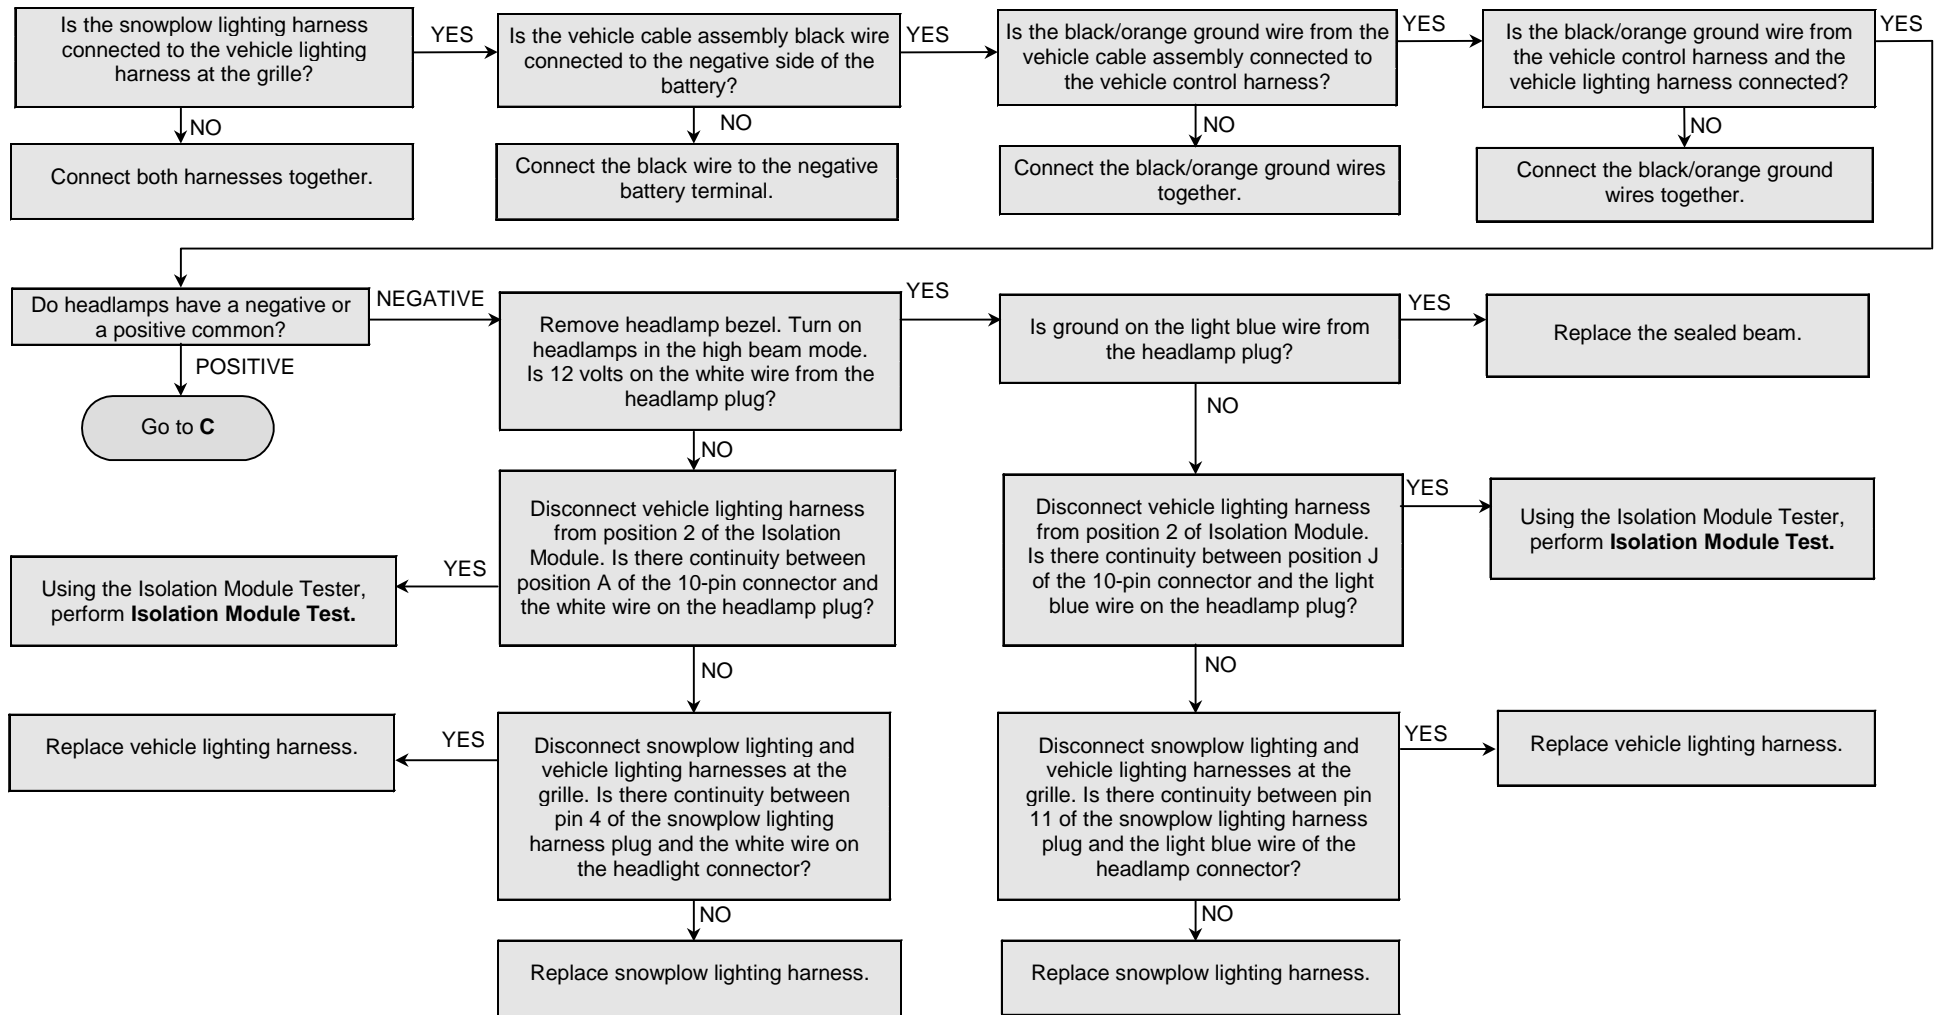 Is the snowplow lighting harness
connected to the vehicle lighting
harness at the grille?
YES
Is the vehicle cable assembly black wire
connected to the negative side of the
battery?
YES
Is the black/orange ground wire from the
vehicle cable assembly connected to
the vehicle control harness?
YES
Is the black/orange ground wire from
the vehicle control harness and the
vehicle lighting harness connected?
YES
NO
NO
NO
NO
Connect both harnesses together.
Connect the black wire to the negative
battery terminal.
Connect the black/orange ground wires
together.
Connect the black/orange ground
wires together.
Do headlamps have a negative or
a positive common?
NEGATIVE
POSITIVE
Go to C
Remove headlamp bezel. Turn on
headlamps in the high beam mode.
Is 12 volts on the white wire from the
headlamp plug?
YES
NO
Is ground on the light blue wire from
the headlamp plug?
YES
NO
Replace the sealed beam.
Disconnect vehicle lighting harness
from position 2 of the Isolation
Module. Is there continuity between
position A of the 10-pin connector and
the white wire on the headlamp plug?
YES
NO
Using the Isolation Module Tester,
perform Isolation Module Test.
Disconnect vehicle lighting harness
from position 2 of Isolation Module.
Is there continuity between position J
of the 10-pin connector and the light
blue wire on the headlamp plug?
YES
NO
Using the Isolation Module Tester,
perform Isolation Module Test.
Replace vehicle lighting harness.
YES
Disconnect snowplow lighting and
vehicle lighting harnesses at the
grille. Is there continuity between
pin 4 of the snowplow lighting
harness plug and the white wire on
the headlight connector?
NO
Disconnect snowplow lighting and
vehicle lighting harnesses at the
grille. Is there continuity between pin
11 of the snowplow lighting harness
plug and the light blue wire of the
headlamp connector?
YES
NO
Replace vehicle lighting harness.
Replace snowplow lighting harness.
Replace snowplow lighting harness.